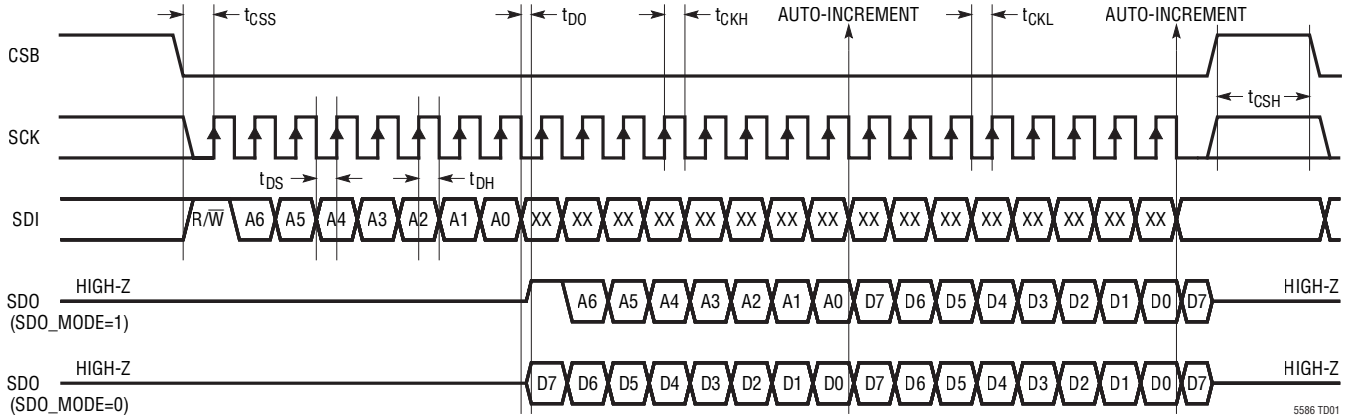 tCSS tDO tCKH AUTO-INCREMENT tCKL AUTO-INCREMENT
CSB
tCSH
SCK
tDS tDH
SDI R/W̅ A6 A5 A4 A3 A2 A1 A0 XX XX XX XX XX XX XX XX XX XX XX XX XX XX XX XX
HIGH-Z HIGH-Z
SDO A6 A5 A4 A3 A2 A1 A0 D7 D6 D5 D4 D3 D2 D1 D0 D7
(SDO_MODE=1)
HIGH-Z HIGH-Z
SDO D7 D6 D5 D4 D3 D2 D1 D0 D7 D6 D5 D4 D3 D2 D1 D0 D7
(SDO_MODE=0)
5586 TD01